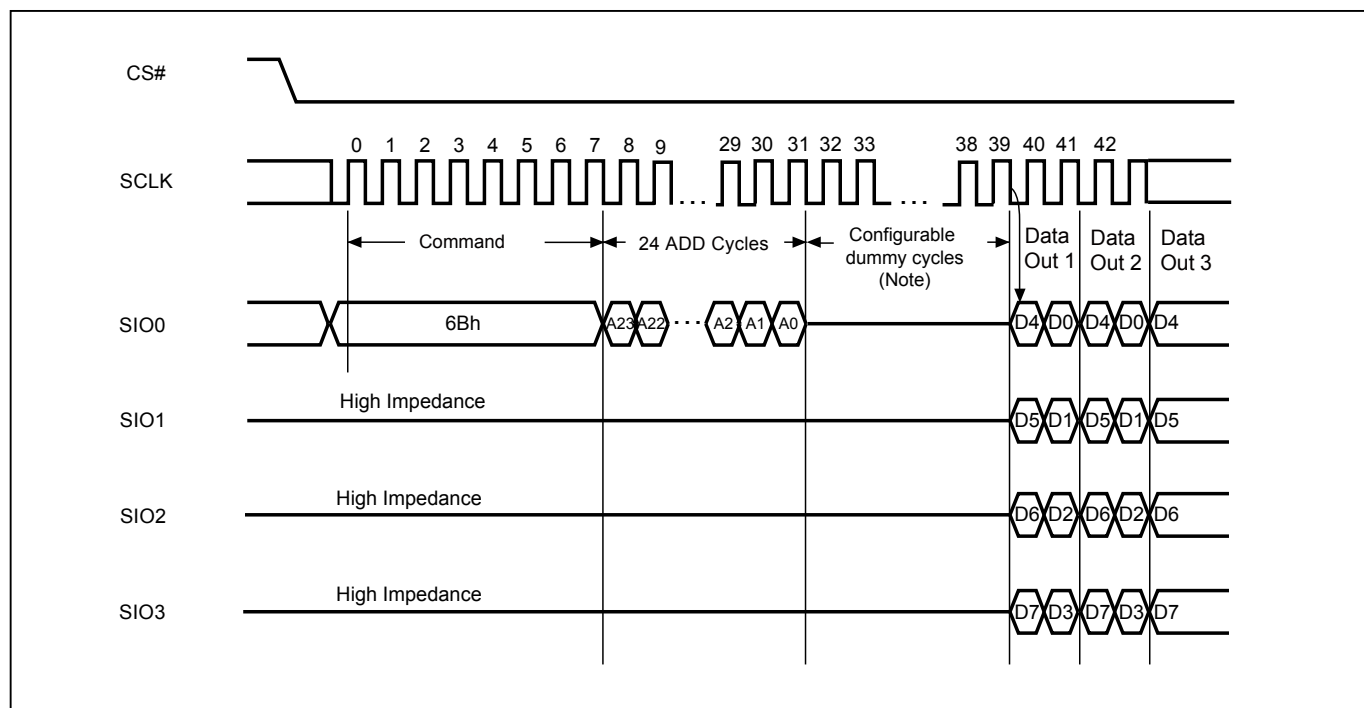 CS#
0 1 2 3 4 5 6 7 8 9 29 30 31 32 33 38 39 40 41 42
SCLK
Command 24 ADD Cycles Configurable dummy cycles (Note) Data Out 1 Data Out 2 Data Out 3
SIO0 6Bh A23 A22 A2 A1 A0 D4 D0 D4 D0 D4
High Impedance
SIO1 D5 D1 D5 D1 D5
High Impedance
SIO2 D6 D2 D6 D2 D6
High Impedance
SIO3 D7 D3 D7 D3 D7